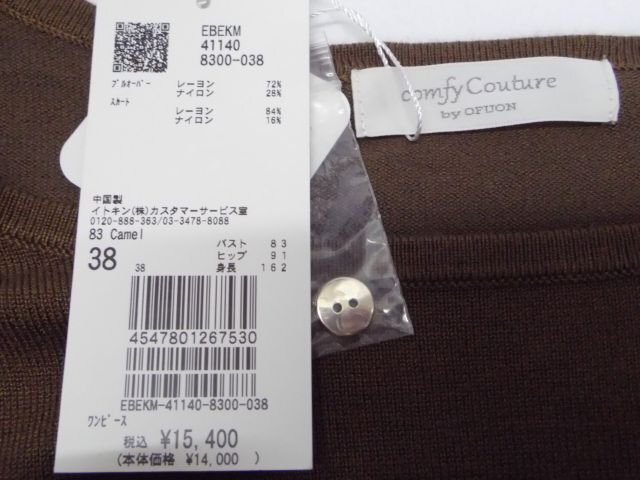 EBEKM
41140
8300-038
プルオーバー レーヨン 72%
ナイロン 28%
スカート レーヨン 84%
ナイロン 16%
中国製
イトキン(株)カスタマーサービス室
0120-888-363/03-3478-8088
83 Camel
38 38 バスト 83
ヒップ 91
身長 162
4547801267530
EBEKM-41140-8300-038
ワンピース
税込 ¥15,400
(本体価格 ¥14,000 )
comfy Couture
by OFUON